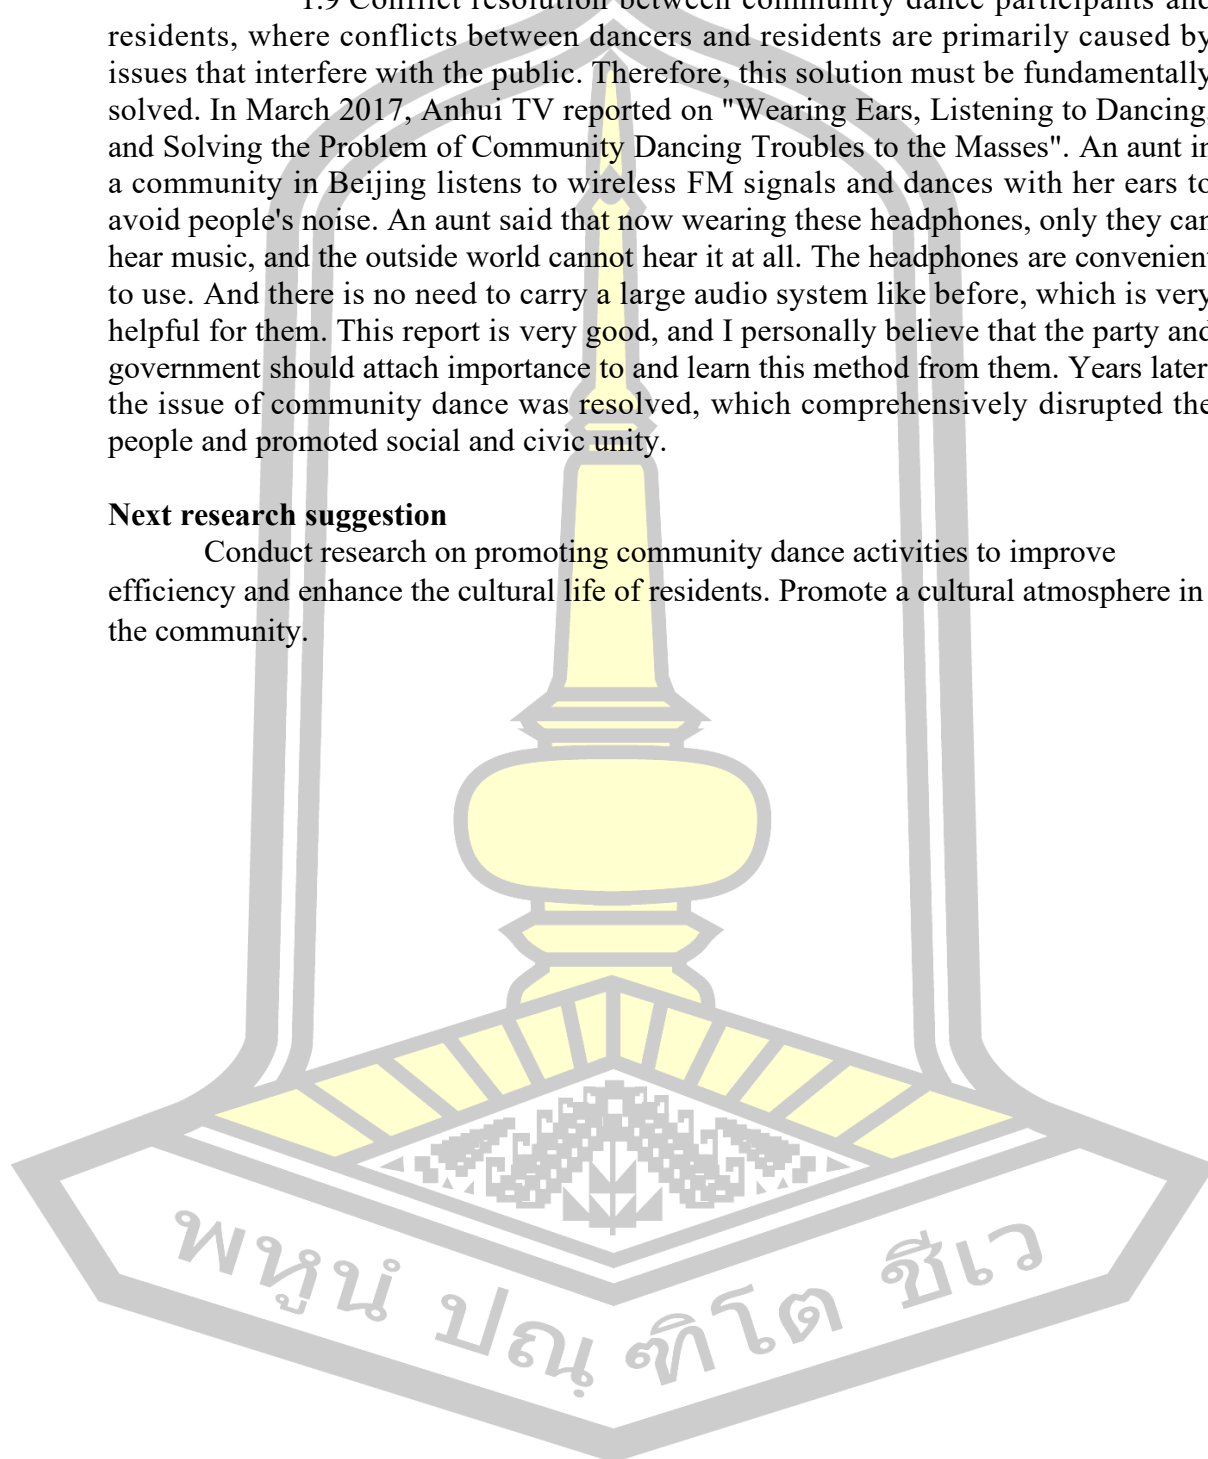 1.9 Conflict resolution between community dance participants and
residents, where conflicts between dancers and residents are primarily caused by
issues that interfere with the public. Therefore, this solution must be fundamentally
solved. In March 2017, Anhui TV reported on "Wearing Ears, Listening to Dancing,
and Solving the Problem of Community Dancing Troubles to the Masses". An aunt in
a community in Beijing listens to wireless FM signals and dances with her ears to
avoid people's noise. An aunt said that now wearing these headphones, only they can
hear music, and the outside world cannot hear it at all. The headphones are convenient
to use. And there is no need to carry a large audio system like before, which is very
helpful for them. This report is very good, and I personally believe that the party and
government should attach importance to and learn this method from them. Years later
the issue of community dance was resolved, which comprehensively disrupted the
people and promoted social and civic unity.
Next research suggestion
Conduct research on promoting community dance activities to improve
efficiency and enhance the cultural life of residents. Promote a cultural atmosphere in
the community.
พหูนํ ปณฺ ฑิโต ชีเว